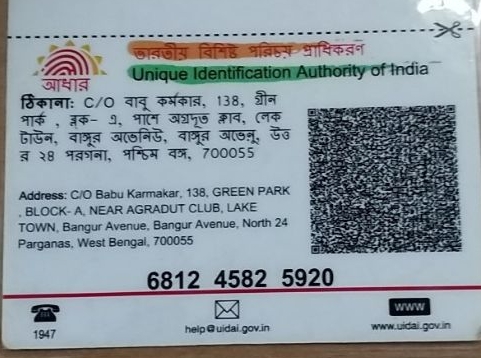 ভারতীয় বিশিষ্ট পরিচয় প্রাধিকরণ
Unique Identification Authority of India
আধার
ঠিকানা: C/O বাবু কর্মকার, 138, গ্রীন
পার্ক , ব্লক- এ, পাশে অগ্রদূত ক্লাব, লেক
টাউন, বাঙ্গুর অভেনিউ, বাঙ্গুর অভেনু, উত্ত
র ২৪ পরগনা, পশ্চিম বঙ্গ, 700055
Address: C/O Babu Karmakar, 138, GREEN PARK
, BLOCK- A, NEAR AGRADUT CLUB, LAKE
TOWN, Bangur Avenue, Bangur Avenue, North 24
Parganas, West Bengal, 700055
6812 4582 5920
1947
help@uidai.gov.in
www
www.uidai.gov.in